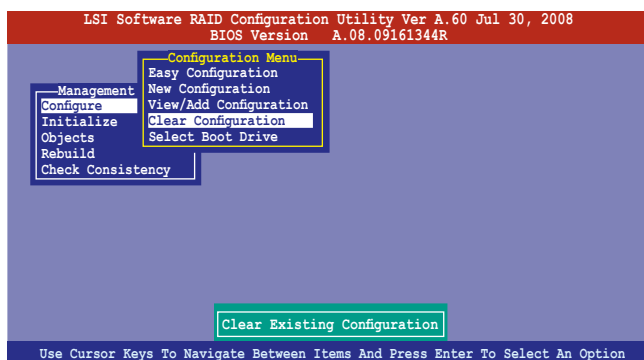 LSI Software RAID Configuration Utility Ver A.60 Jul 30, 2008
BIOS Version A.08.09161344R
Configuration Menu
Easy Configuration
New Configuration
View/Add Configuration
Clear Configuration
Select Boot Drive
Management
Configure
Initialize
Objects
Rebuild
Check Consistency
Clear Existing Configuration
Use Cursor Keys To Navigate Between Items And Press Enter To Select An Option